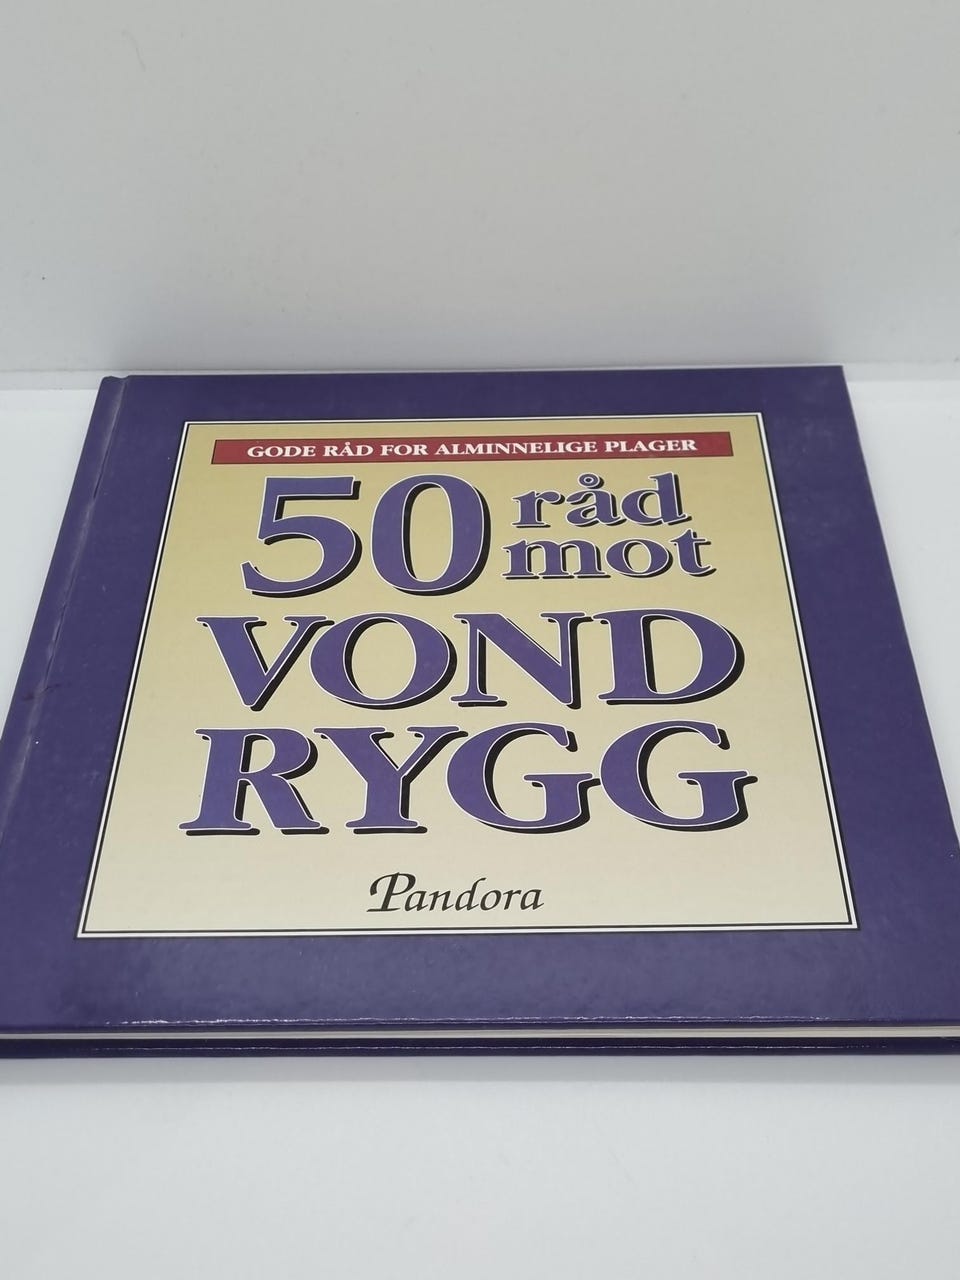 GODE RÅD FOR ALMINNELIGE PLAGER
50 råd
mot
VOND
RYGG
Pandora